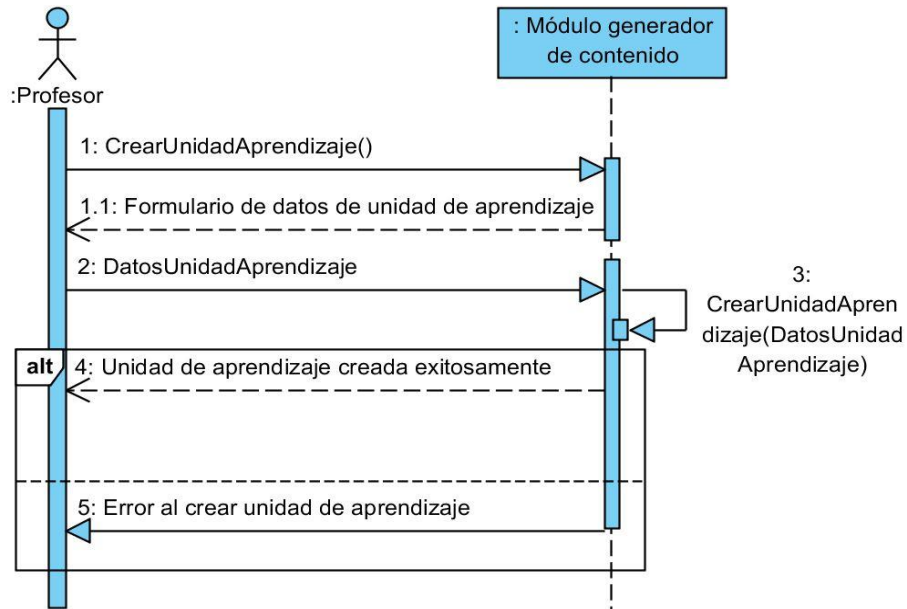 : Módulo generador
de contenido
:Profesor
1: CrearUnidadAprendizaje()
1.1: Formulario de datos de unidad de aprendizaje
2: DatosUnidadAprendizaje
3:
CrearUnidadApren
dizaje(DatosUnidad
Aprendizaje)
alt
4: Unidad de aprendizaje creada exitosamente
5: Error al crear unidad de aprendizaje